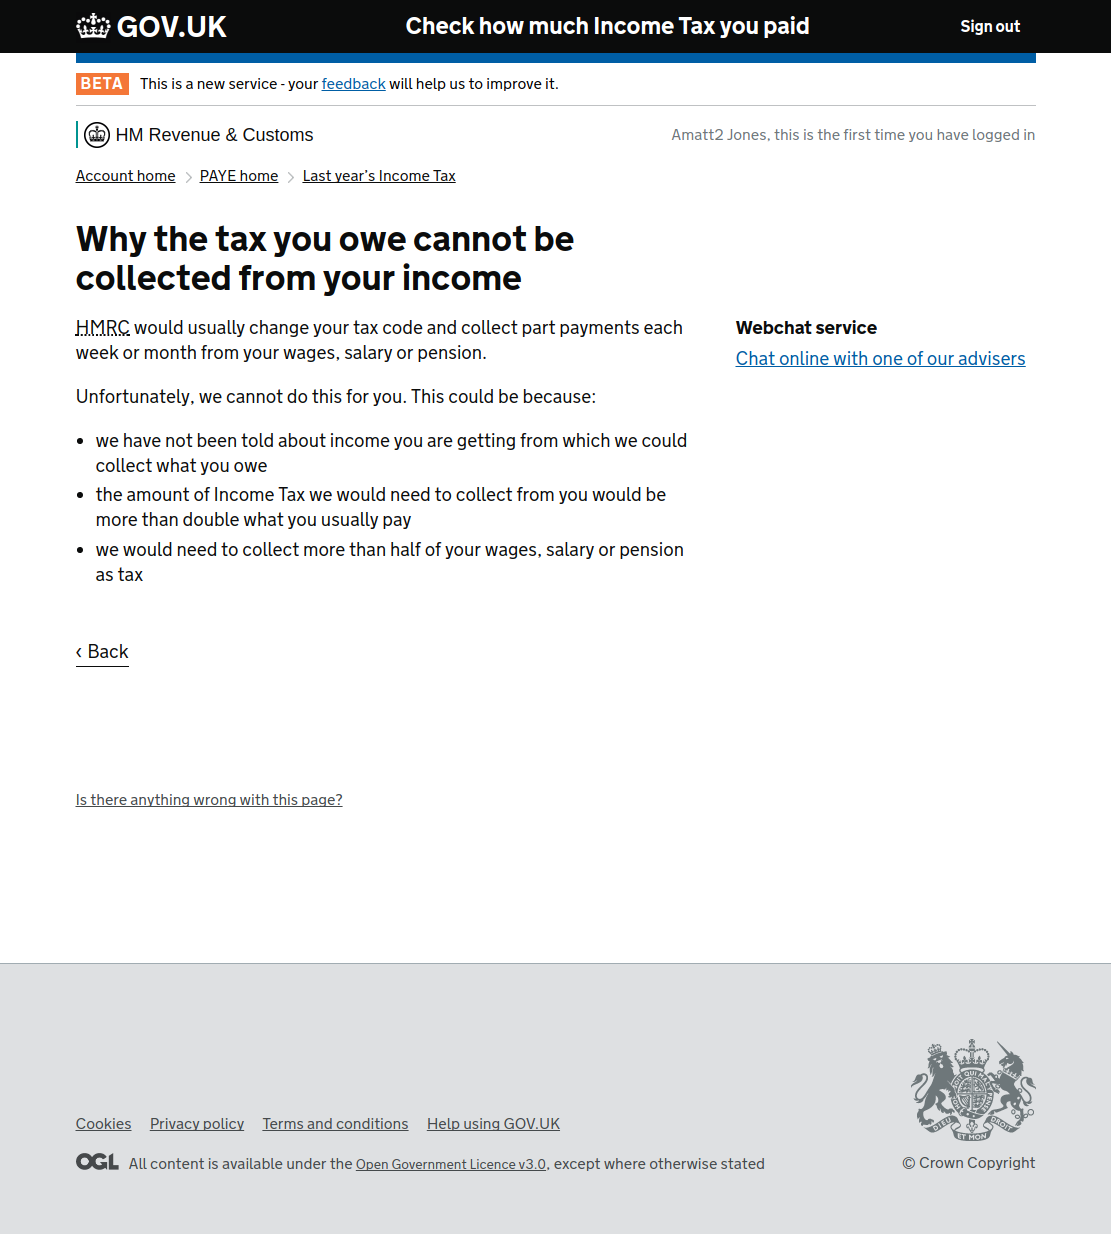 GOV.UK
Check how much Income Tax you paid
Sign out
BETA This is a new service - your feedback will help us to improve it.
HM Revenue & Customs
Amatt2 Jones, this is the first time you have logged in
Account home
PAYE home
Last year's Income Tax
Why the tax you owe cannot be
collected from your income
HMRC would usually change your tax code and collect part payments each
week or month from your wages, salary or pension.
Unfortunately, we cannot do this for you. This could be because:
• we have not been told about income you are getting from which we could
collect what you owe
• the amount of Income Tax we would need to collect from you would be
more than double what you usually pay
• we would need to collect more than half of your wages, salary or pension
as tax
Webchat service
Chat online with one of our advisers
‹ Back
Is there anything wrong with this page?
Cookies
Privacy policy
Terms and conditions
Help using GOV.UK
OGL All content is available under the Open Government Licence v3.0, except where otherwise stated
DIEU ET MON DROIT
© Crown Copyright